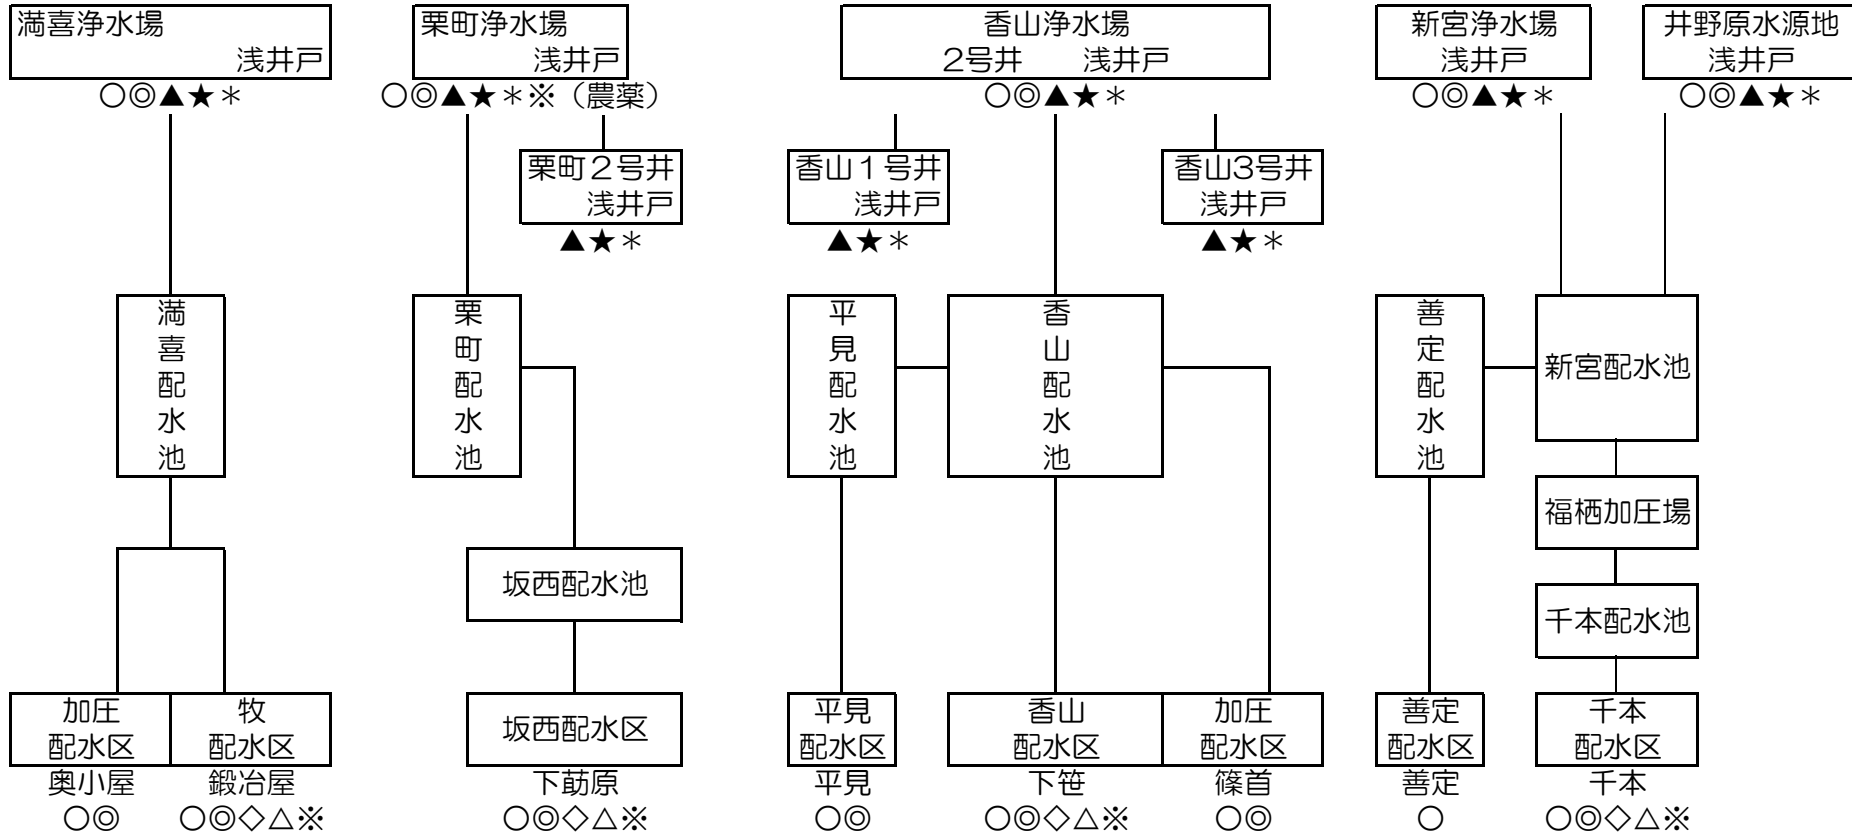 満喜浄水場
浅井戸
○◎▲★＊
栗町浄水場
浅井戸
○◎▲★＊※（農薬）
香山浄水場
2号井　浅井戸
○◎▲★＊
新宮浄水場
浅井戸
○◎▲★＊
井野原水源地
浅井戸
○◎▲★＊
栗町２号井
浅井戸
▲★＊
香山１号井
浅井戸
▲★＊
香山3号井
浅井戸
▲★＊
満喜配水池
栗町配水池
平見配水池
香山配水池
善定配水池
新宮配水池
福栖加圧場
坂西配水池
千本配水池
加圧
配水区
奥小屋
○◎
牧
配水区
鍛冶屋
○◎◇△※
坂西配水区
下莇原
○◎◇△※
平見
配水区
平見
○◎
香山
配水区
下笹
○◎◇△※
加圧
配水区
篠首
○◎
善定
配水区
善定
○
千本
配水区
千本
○◎◇△※